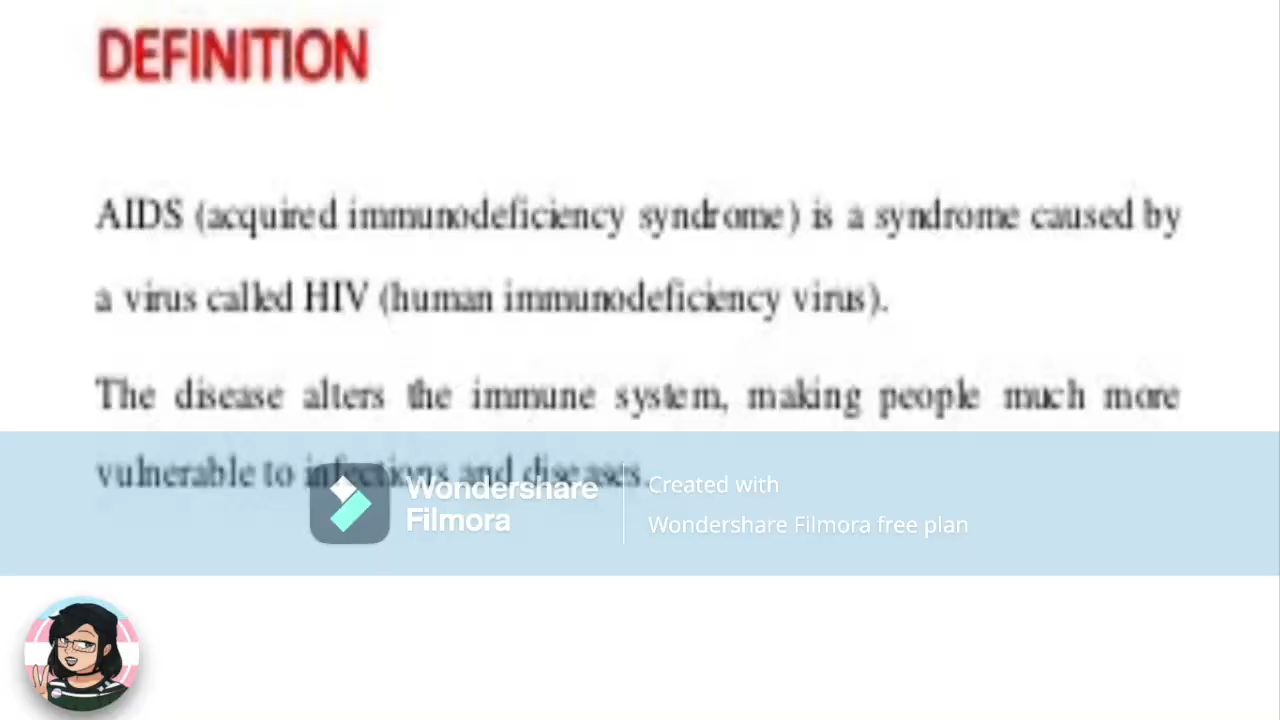 DEFINITION
AIDS (acquired immunodeficiency syndrome) is a syndrome caused by
a virus called HIV (human immunodeficiency virus).
The disease alters the immune system, making people much more
vulnerable to infections and diseases.
Wondershare
Filmora
Created with
Wondershare Filmora free plan